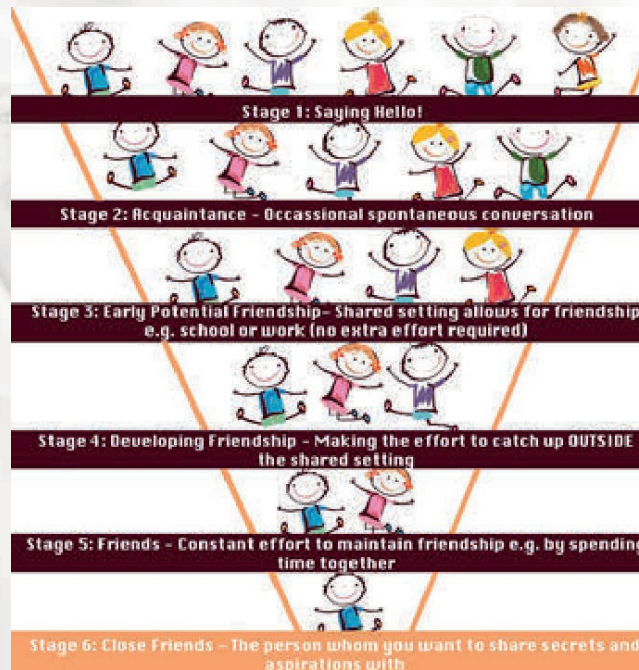 Stage 1: Saying Hello!
Stage 2: Acquaintance - Occassional spontaneous conversation
Stage 3: Early Potential Friendship- Shared setting allows for friendship
e.g. school or work (no extra effort required)
Stage 4: Developing Friendship - Making the effort to catch up OUTSIDE
the shared setting
Stage 5: Friends - Constant effort to maintain friendship e.g. by spending
time together
Stage 6: Close Friends - The person whom you want to share secrets and
aspirations with